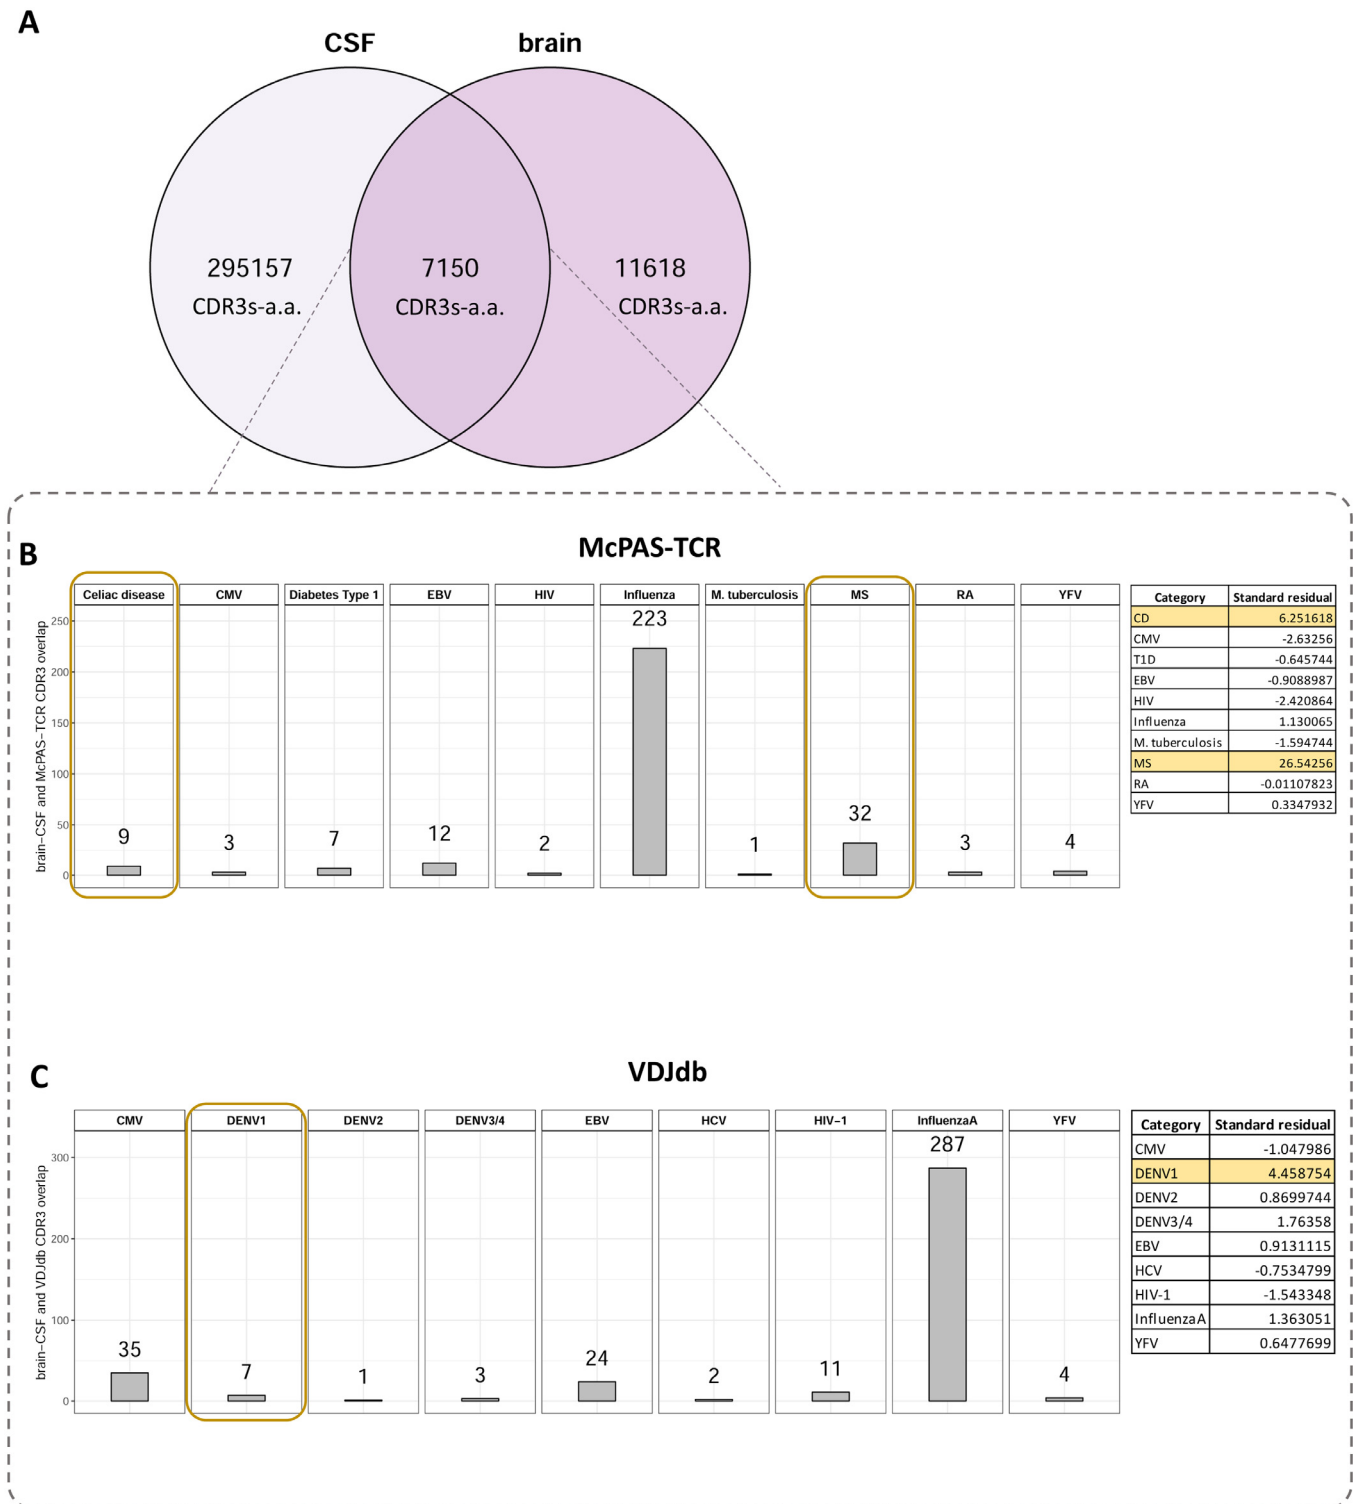 A
CSF
brain
295157
CDR3s-a.a.
7150
CDR3s-a.a.
11618
CDR3s-a.a.
B
McPAS-TCR
brain−CSF and McPAS−TCR CDR3 overlap
250
200
150
100
50
0
Celiac disease
CMV
Diabetes Type 1
EBV
HIV
Influenza
M. tuberculosis
MS
RA
YFV
9
3
7
12
2
223
1
32
3
4
Category Standard residual
CD 6.251618
CMV -2.63256
T1D -0.645744
EBV -0.9088987
HIV -2.420864
Influenza 1.130065
M. tuberculosis -1.594744
MS 26.54256
RA -0.01107823
YFV 0.3347932
C
VDJdb
brain−CSF and VDJdb CDR3 overlap
300
200
100
0
CMV
DENV1
DENV2
DENV3/4
EBV
HCV
HIV−1
InfluenzaA
YFV
35
7
1
3
24
2
11
287
4
Category Standard residual
CMV -1.047986
DENV1 4.458754
DENV2 0.8699744
DENV3/4 1.76358
EBV 0.9131115
HCV -0.7534799
HIV-1 -1.543348
InfluenzaA 1.363051
YFV 0.6477699